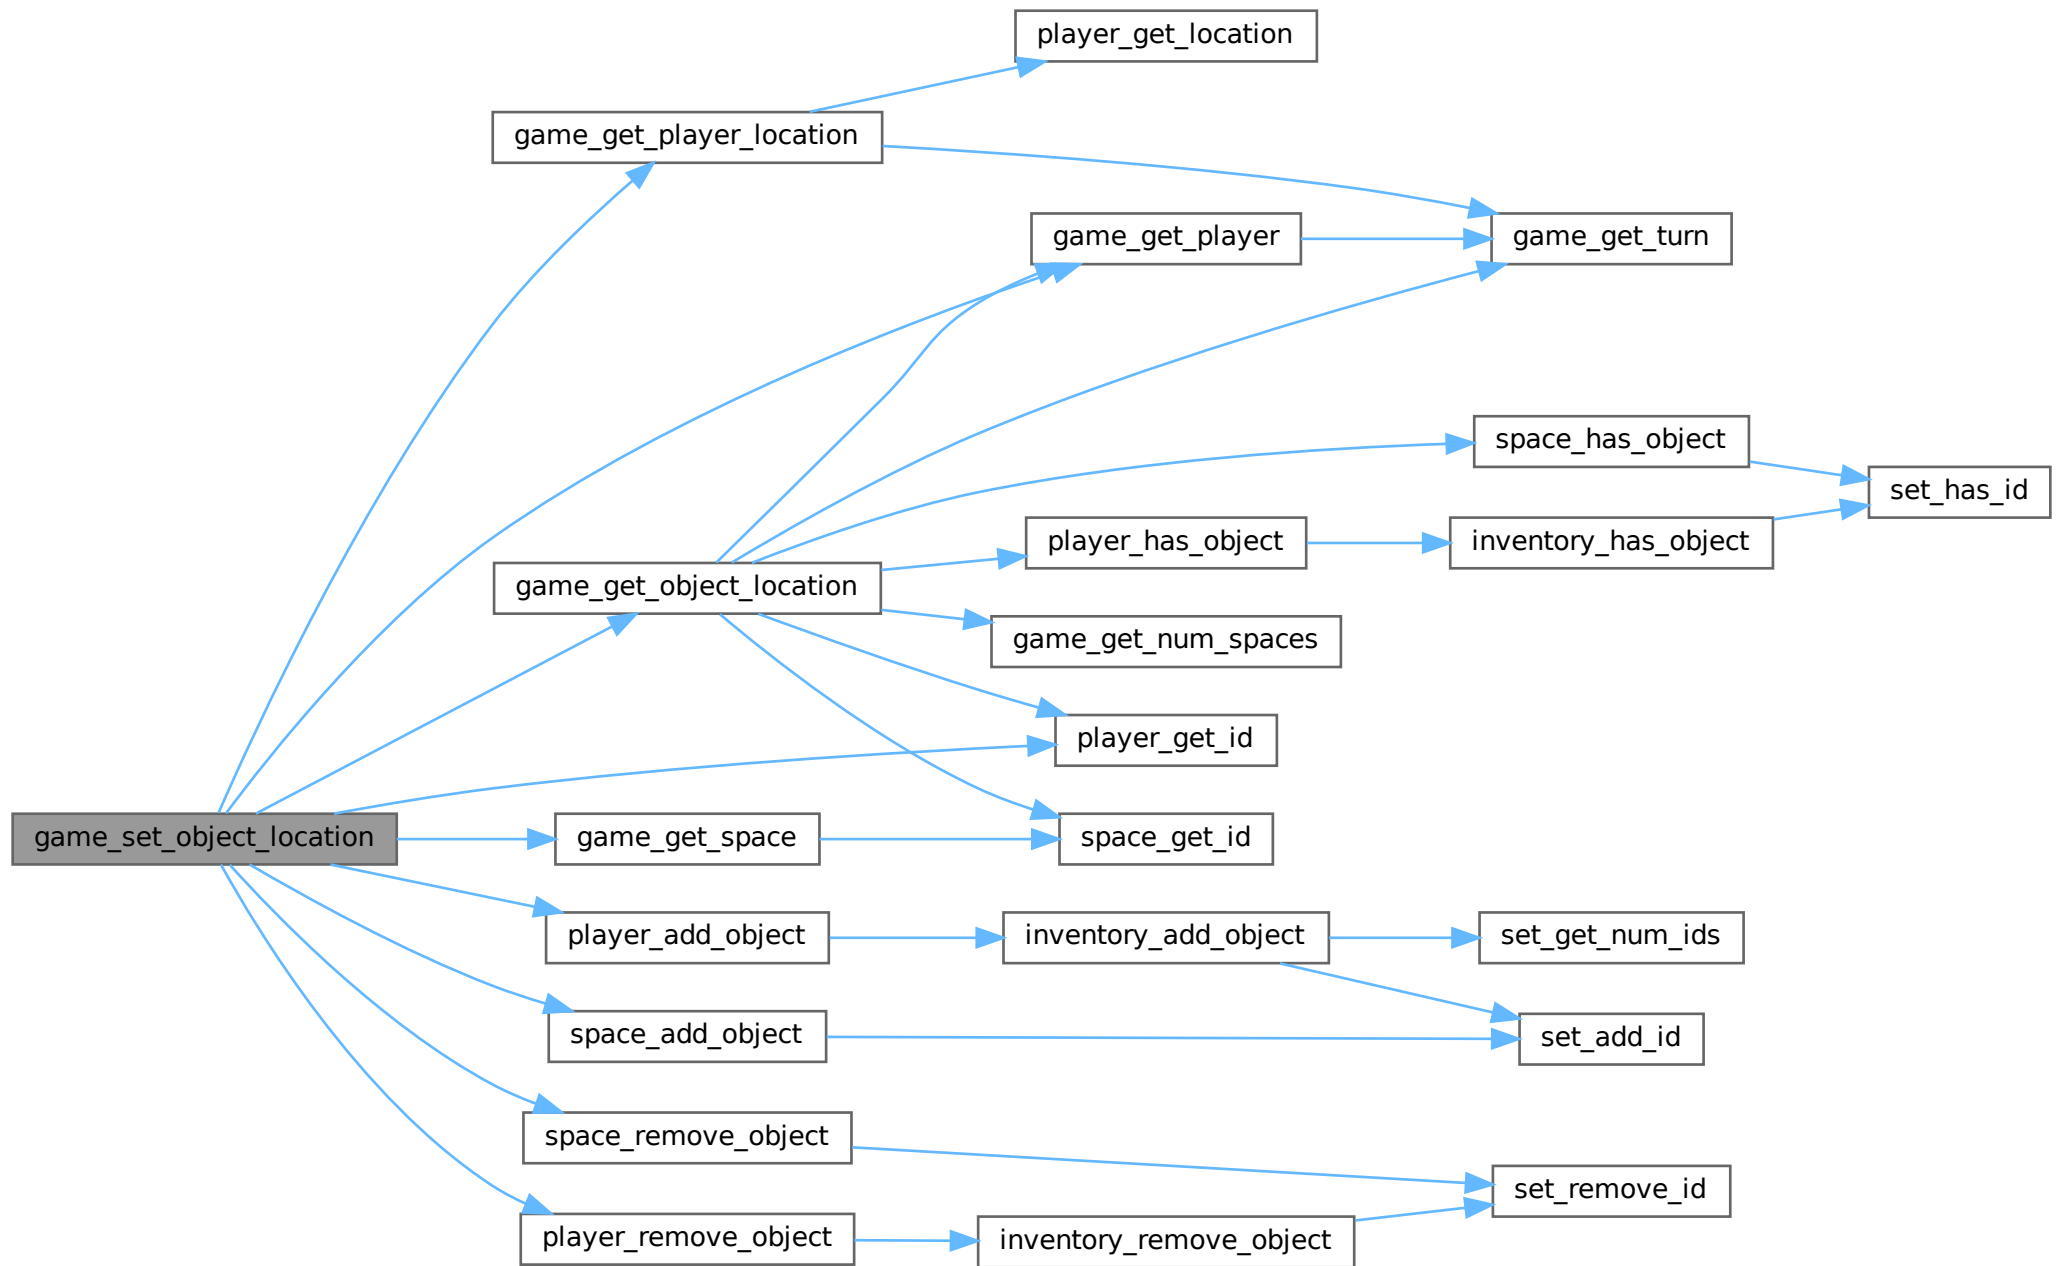 player_get_location
game_get_player_location
game_get_player
game_get_turn
space_has_object
set_has_id
player_has_object
inventory_has_object
game_get_object_location
game_get_num_spaces
player_get_id
game_set_object_location
game_get_space
space_get_id
player_add_object
inventory_add_object
set_get_num_ids
space_add_object
set_add_id
space_remove_object
set_remove_id
player_remove_object
inventory_remove_object